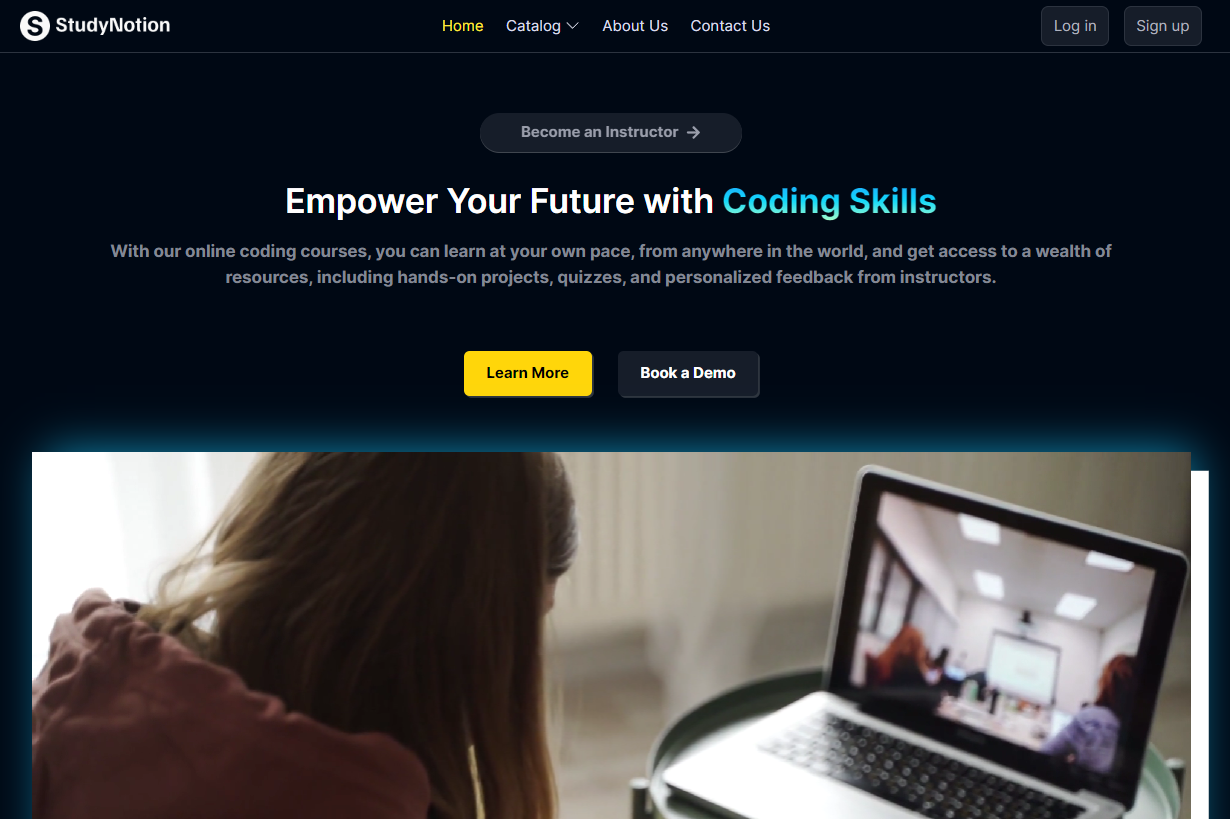 S StudyNotion
Home Catalog About Us Contact Us
Log in Sign up
Become an Instructor →
Empower Your Future with Coding Skills
With our online coding courses, you can learn at your own pace, from anywhere in the world, and get access to a wealth of
resources, including hands-on projects, quizzes, and personalized feedback from instructors.
Learn More Book a Demo